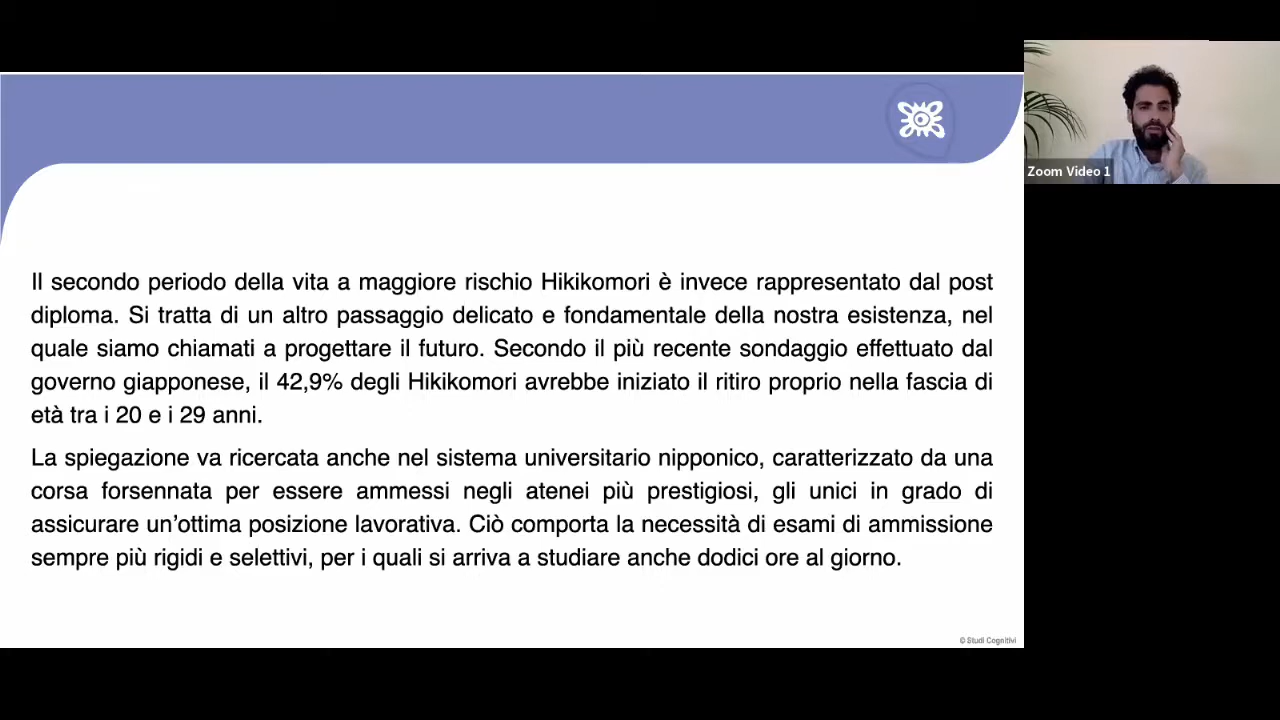 Zoom Video 1
Il secondo periodo della vita a maggiore rischio Hikikomori è invece rappresentato dal post
diploma. Si tratta di un altro passaggio delicato e fondamentale della nostra esistenza, nel
quale siamo chiamati a progettare il futuro. Secondo il più recente sondaggio effettuato dal
governo giapponese, il 42,9% degli Hikikomori avrebbe iniziato il ritiro proprio nella fascia di
età tra i 20 e i 29 anni.
La spiegazione va ricercata anche nel sistema universitario nipponico, caratterizzato da una
corsa forsennata per essere ammessi negli atenei più prestigiosi, gli unici in grado di
assicurare un’ottima posizione lavorativa. Ciò comporta la necessità di esami di ammissione
sempre più rigidi e selettivi, per i quali si arriva a studiare anche dodici ore al giorno.
© Studi Cognitivi